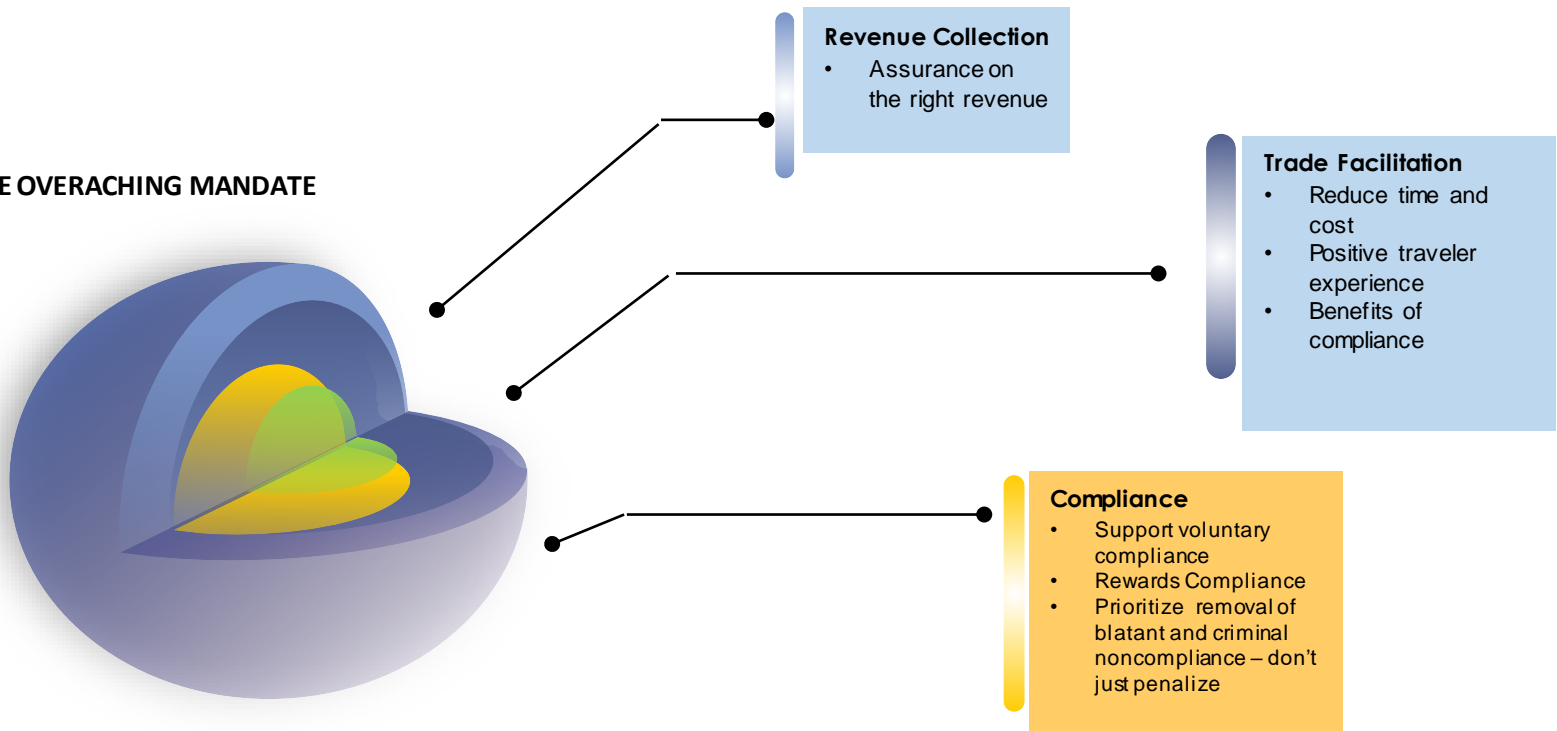 Revenue Collection
• Assurance on
the right revenue
E OVERACHING MANDATE
Trade Facilitation
• Reduce time and
cost
• Positive traveler
experience
• Benefits of
compliance
Compliance
• Support voluntary
compliance
• Rewards Compliance
• Prioritize removal of
blatant and criminal
noncompliance – don't
just penalize